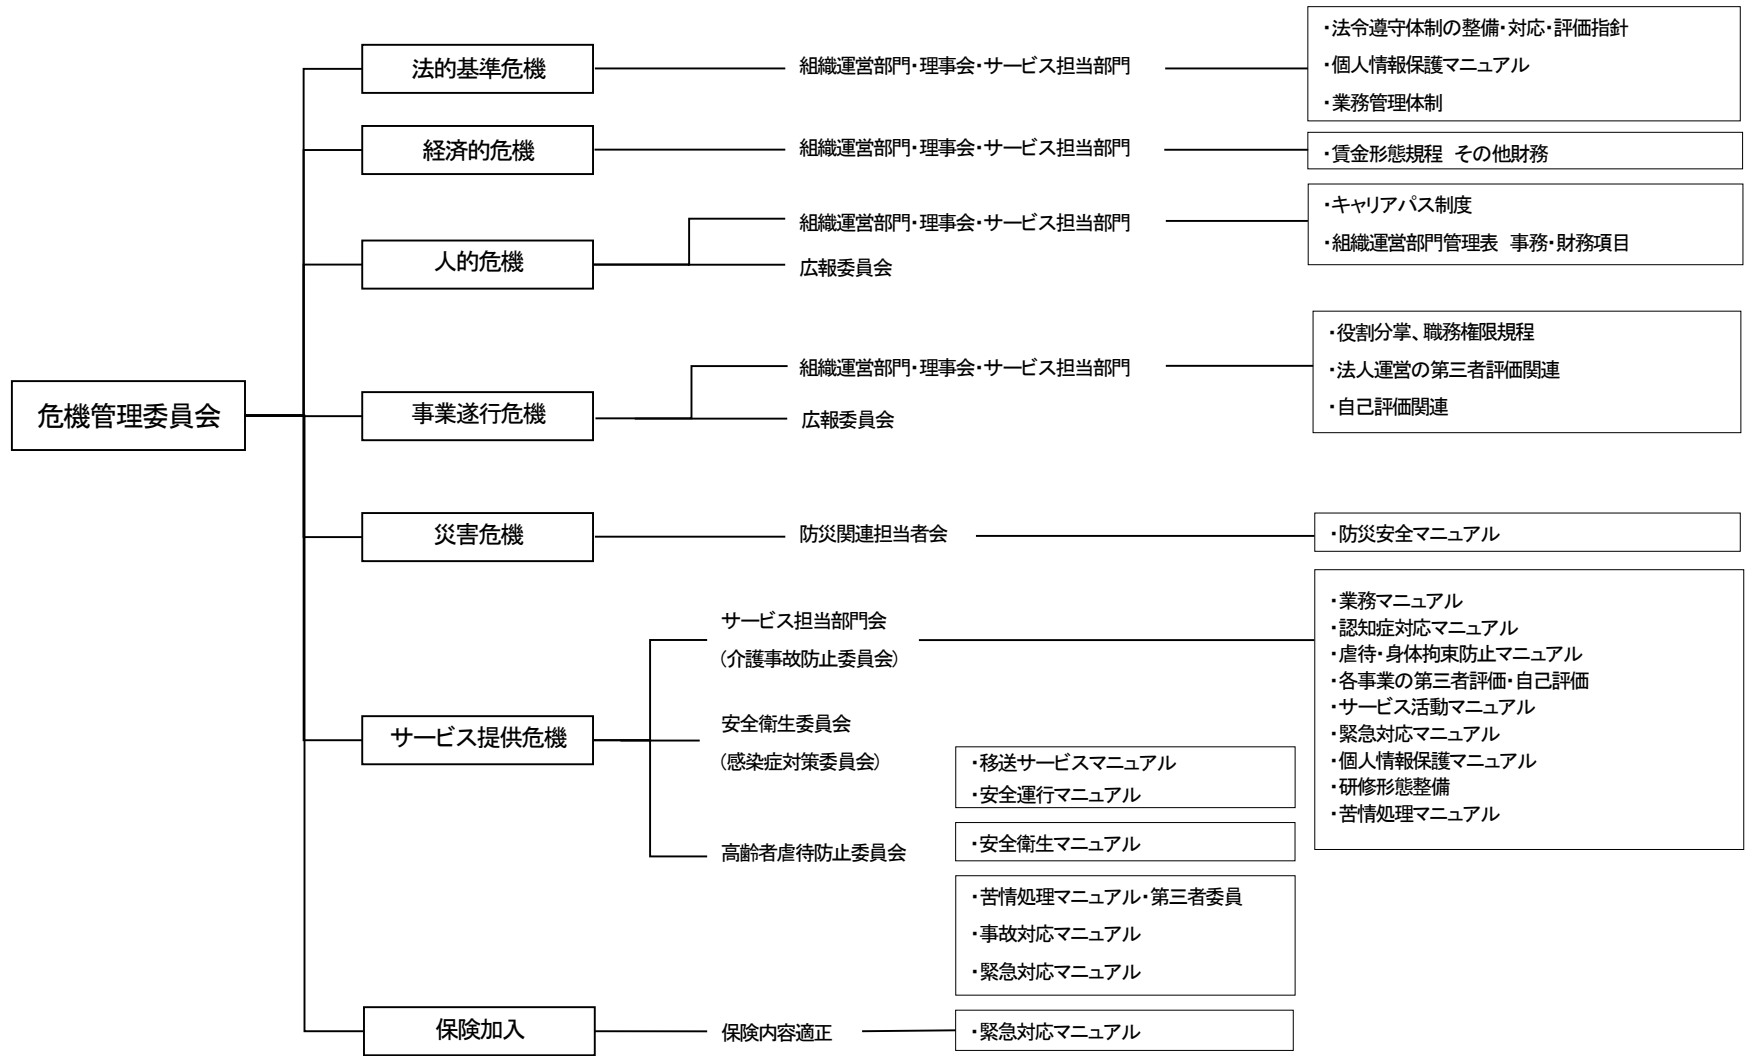 危機管理委員会
法的基準危機
組織運営部門・理事会・サービス担当部門
・法令遵守体制の整備・対応・評価指針
・個人情報保護マニュアル
・業務管理体制
経済的危機
組織運営部門・理事会・サービス担当部門
・賃金形態規程 その他財務
人的危機
組織運営部門・理事会・サービス担当部門
広報委員会
・キャリアパス制度
・組織運営部門管理表 事務・財務項目
事業遂行危機
組織運営部門・理事会・サービス担当部門
広報委員会
・役割分掌、職務権限規程
・法人運営の第三者評価関連
・自己評価関連
災害危機
防災関連担当者会
・防災安全マニュアル
サービス提供危機
サービス担当部門会
(介護事故防止委員会)
・業務マニュアル
・認知症対応マニュアル
・虐待・身体拘束防止マニュアル
・各事業の第三者評価・自己評価
・サービス活動マニュアル
・緊急対応マニュアル
・個人情報保護マニュアル
・研修形態整備
・苦情処理マニュアル
安全衛生委員会
(感染症対策委員会)
高齢者虐待防止委員会
・移送サービスマニュアル
・安全運行マニュアル
・安全衛生マニュアル
・苦情処理マニュアル・第三者委員
・事故対応マニュアル
・緊急対応マニュアル
保険加入
保険内容適正
・緊急対応マニュアル